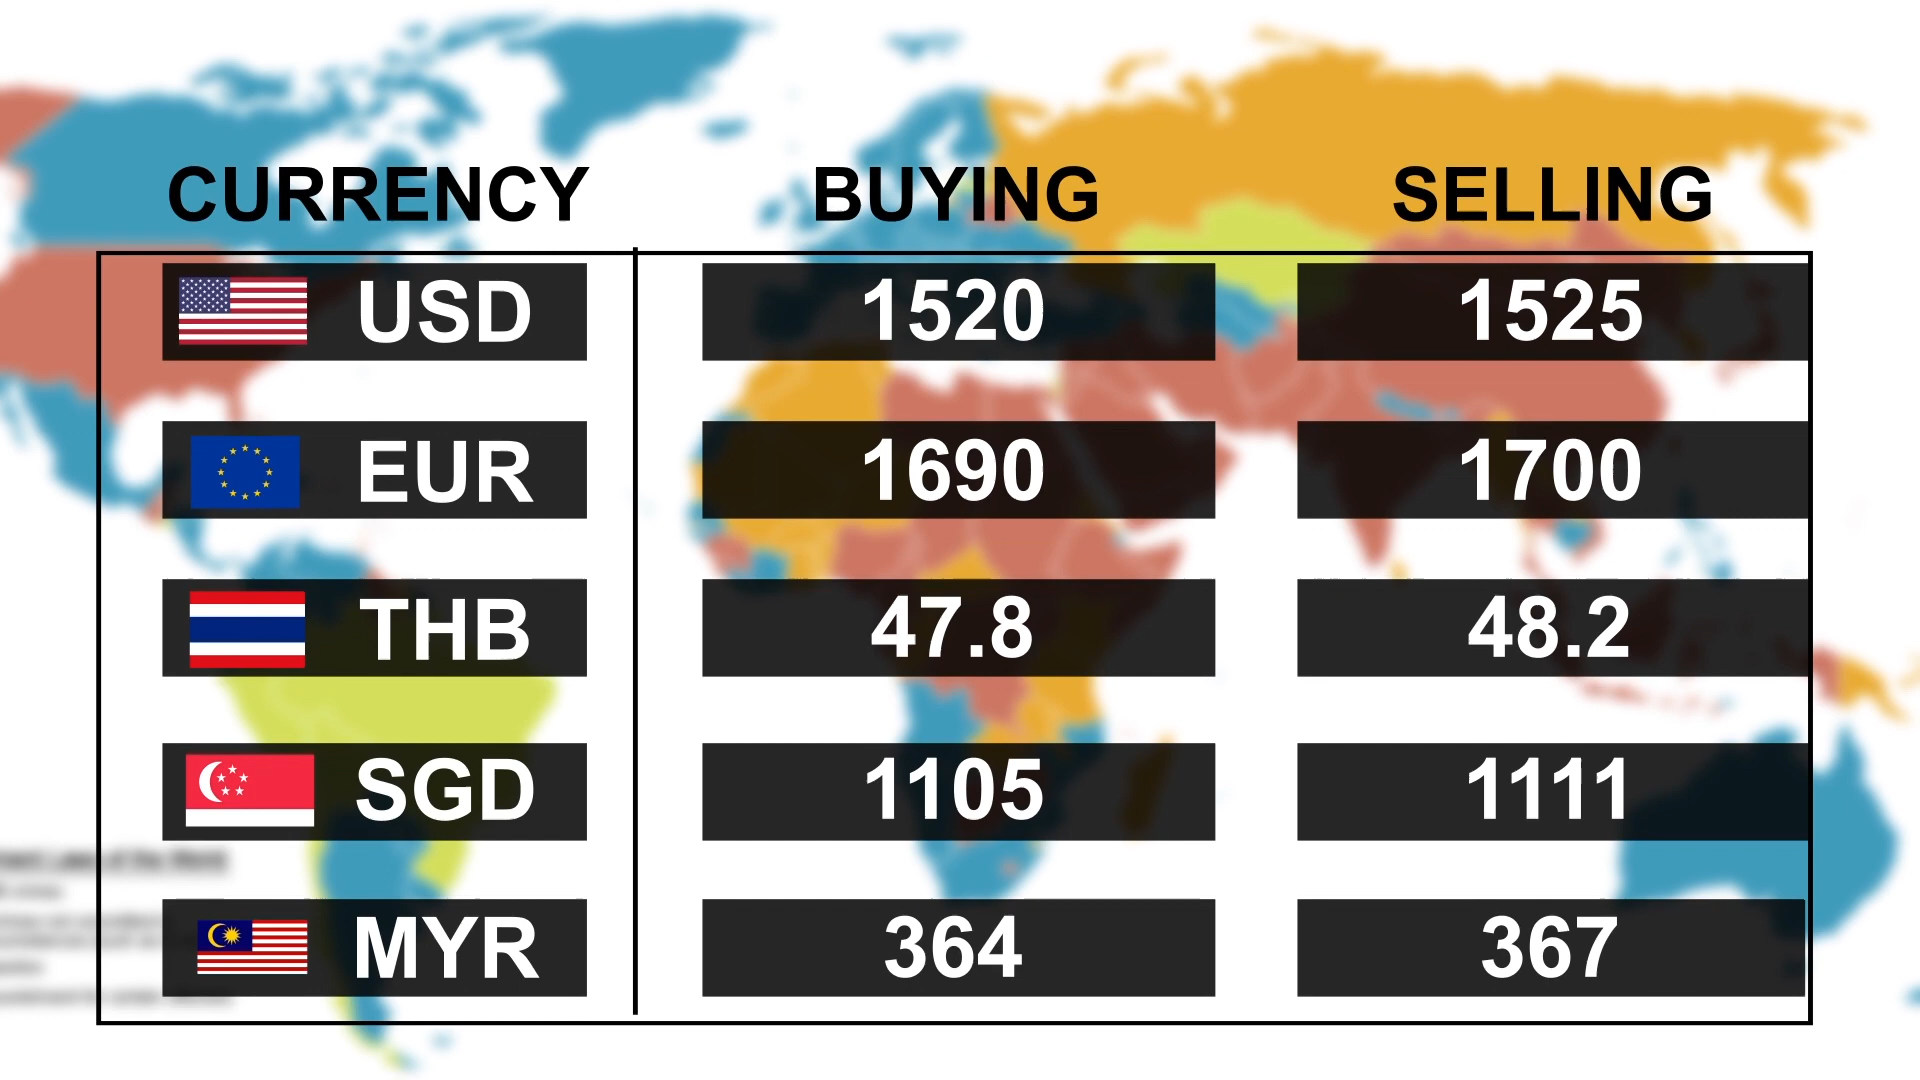 CURRENCY BUYING SELLING
USD 1520 1525
EUR 1690 1700
THB 47.8 48.2
SGD 1105 1111
MYR 364 367